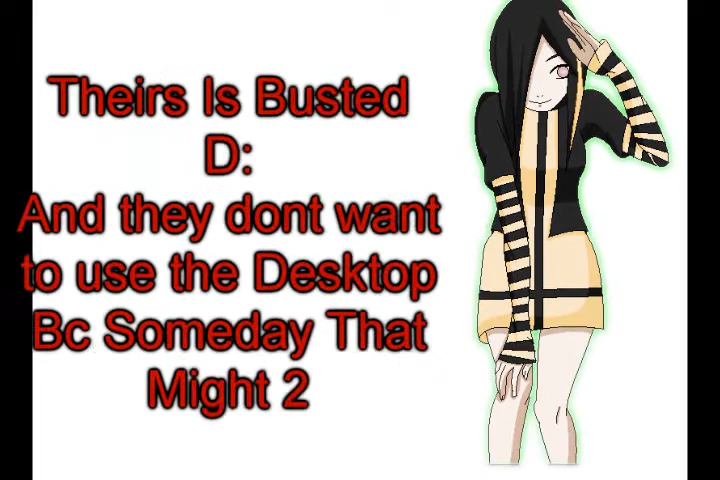 Theirs Is Busted
D:
And they dont want
to use the Desktop
Bc Someday That
Might 2